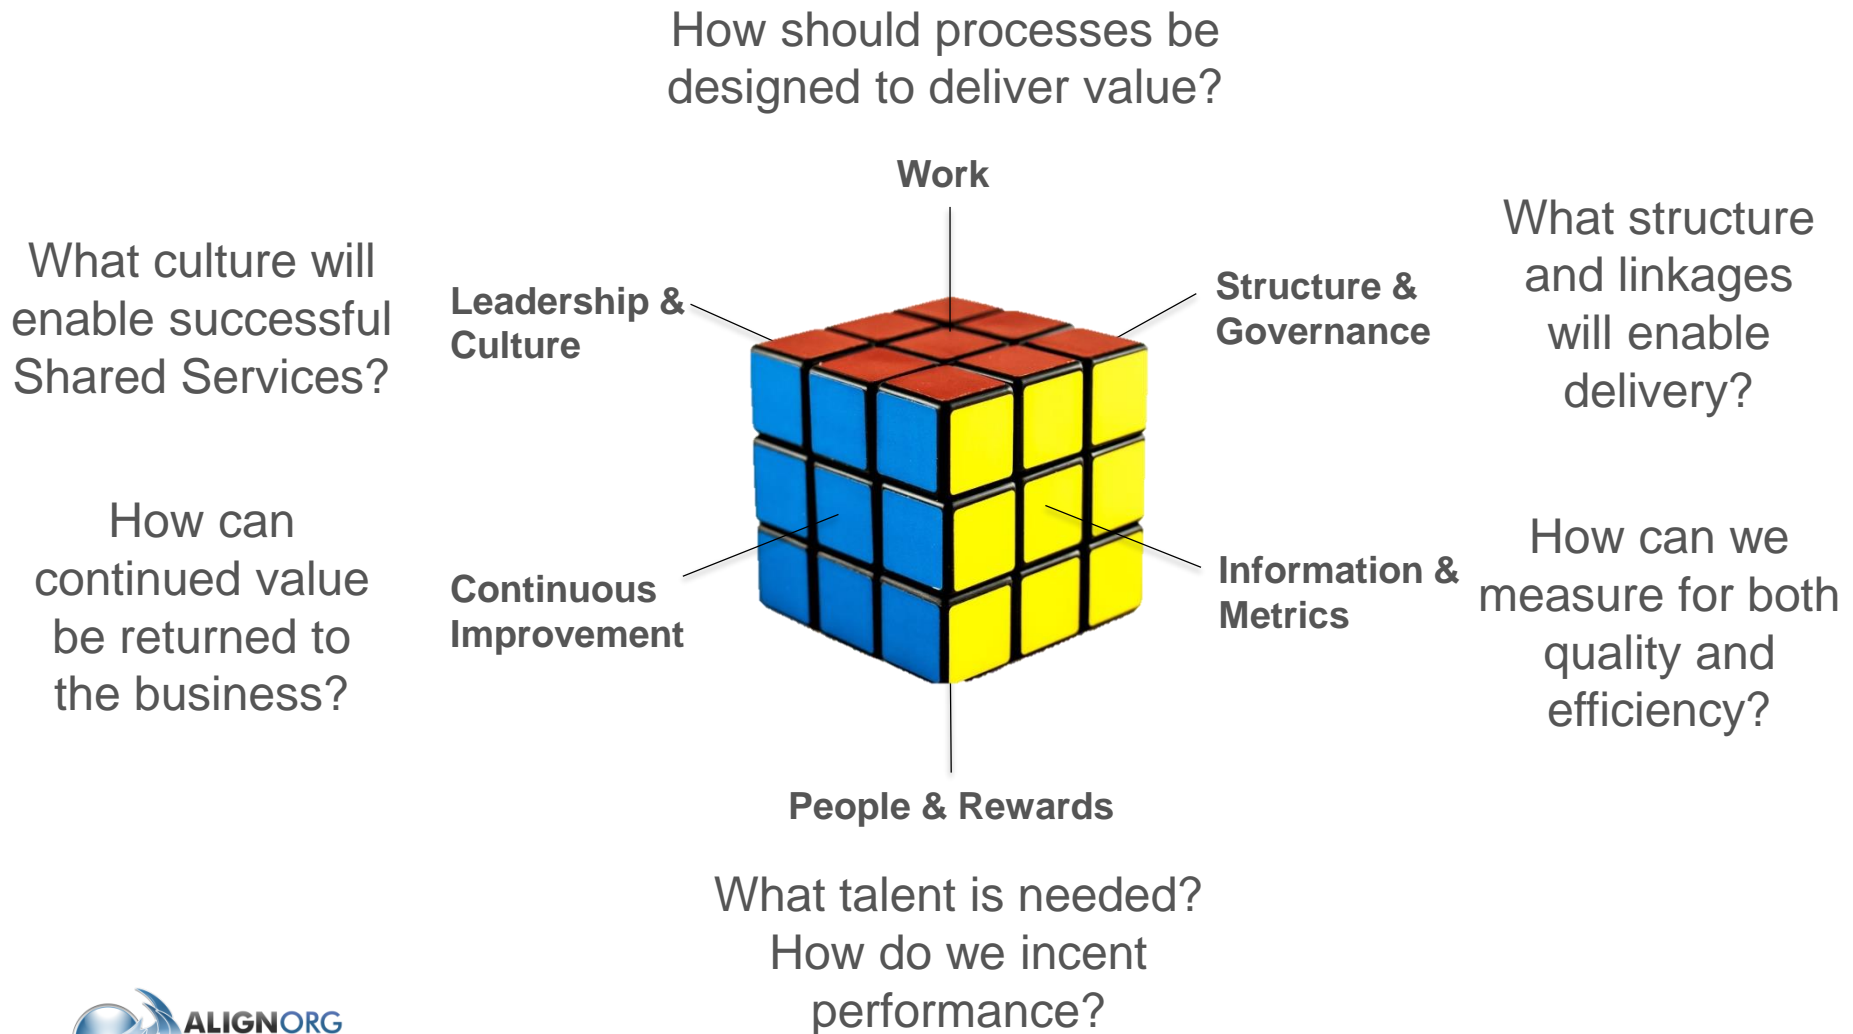 How should processes be
designed to deliver value?
Work
What culture will
enable successful
Shared Services?
Leadership &
Culture
Structure &
Governance
What structure
and linkages
will enable
delivery?
How can
continued value
be returned to
the business?
Continuous
Improvement
Information &
Metrics
How can we
measure for both
quality and
efficiency?
People & Rewards
What talent is needed?
How do we incent
performance?
ALIGNORG